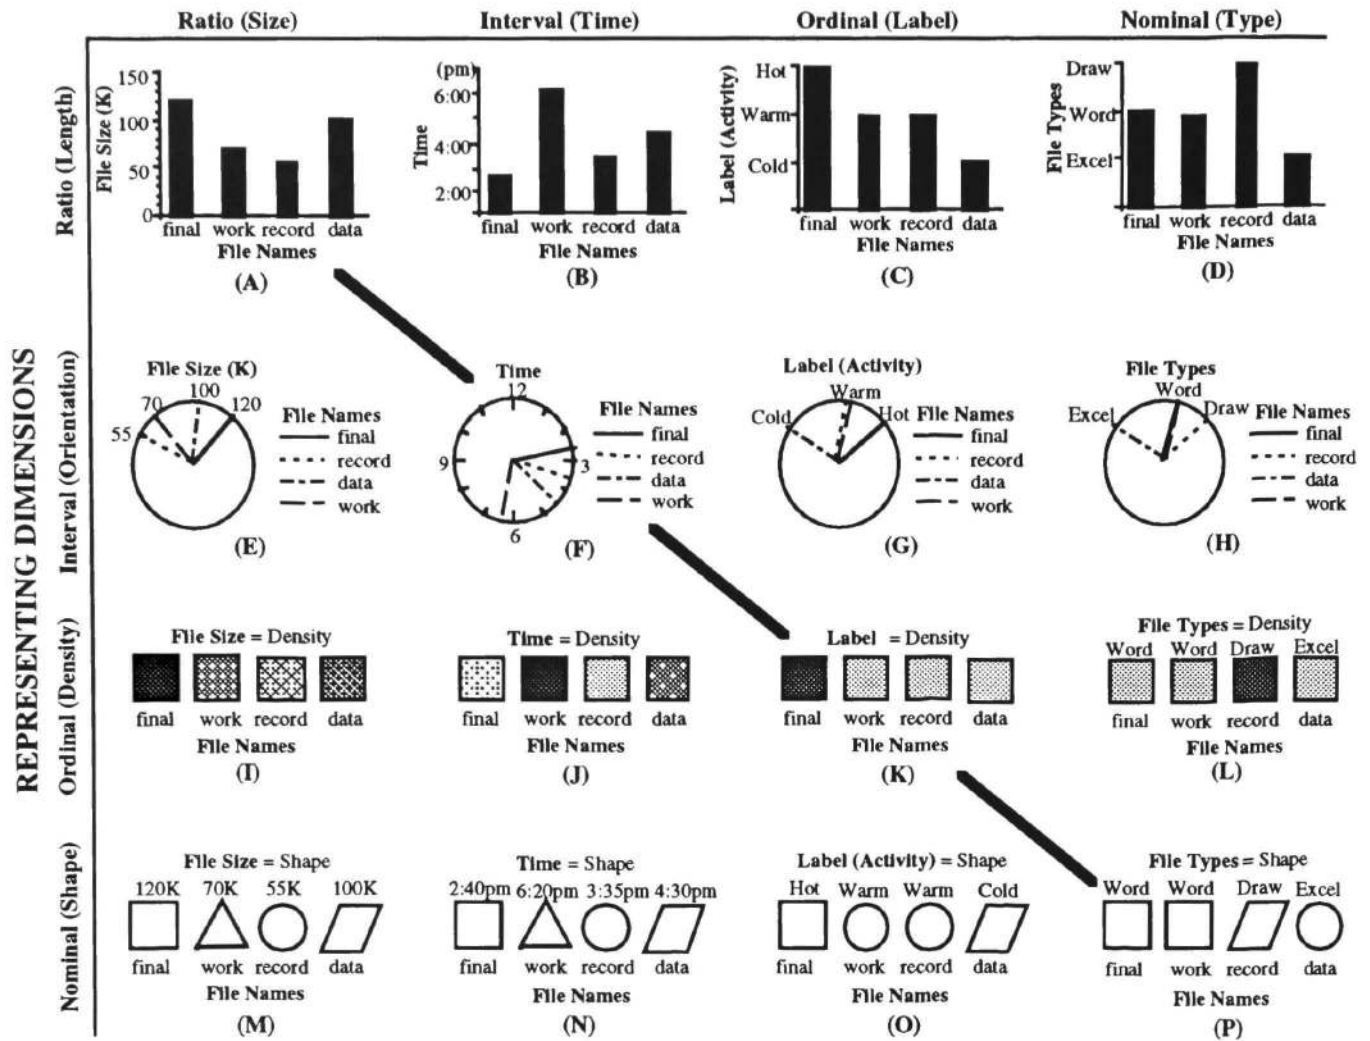 Ratio (Size) Interval (Time) Ordinal (Label) Nominal (Type)
REPRESENTING DIMENSIONS
Ratio (Length)
File Size (K)
150
100
50
0
final work record data
File Names
(A)
(pm)
Time
6:00
4:00
2:00
final work record data
File Names
(B)
Label (Activity)
Hot
Warm
Cold
final work record data
File Names
(C)
File Types
Draw
Word
Excel
final work record data
File Names
(D)
Interval (Orientation)
File Size (K)
100
70 120
55
File Names
final
record
data
work
(E)
Time
12
9 3
6
File Names
final
record
data
work
(F)
Label (Activity)
Warm
Cold Hot
File Names
final
record
data
work
(G)
File Types
Word
Excel Draw
File Names
final
record
data
work
(H)
Ordinal (Density)
File Size = Density
final work record data
File Names
(I)
Time = Density
final work record data
File Names
(J)
Label = Density
final work record data
File Names
(K)
File Types = Density
Word Word Draw Excel
final work record data
File Names
(L)
Nominal (Shape)
File Size = Shape
120K 70K 55K 100K
final work record data
File Names
(M)
Time = Shape
2:40pm 6:20pm 3:35pm 4:30pm
final work record data
File Names
(N)
Label (Activity) = Shape
Hot Warm Warm Cold
final work record data
File Names
(O)
File Types = Shape
Word Word Draw Excel
final work record data
File Names
(P)